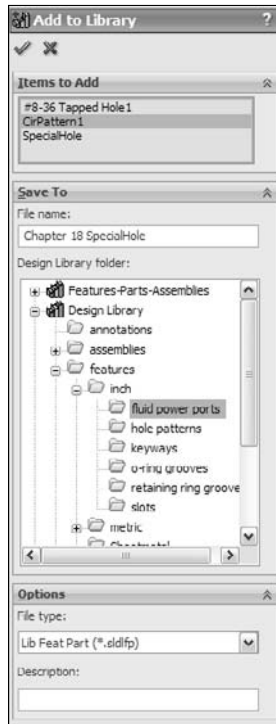 Add to Library ?
Items to Add
#8-36 Tapped Hole1
CirPattern1
SpecialHole
Save To
File name:
Chapter 18 SpecialHole
Design Library folder:
Features-Parts-Assemblies
Design Library
annotations
assemblies
features
inch
fluid power ports
hole patterns
keyways
o-ring grooves
retaining ring groove
slots
metric
Sheetmetal
Options
File type:
Lib Feat Part (*.sldlfp)
Description: